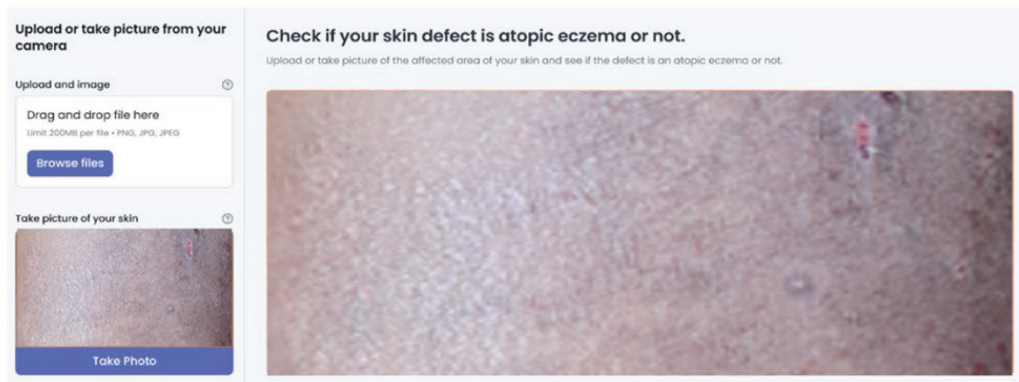 Upload or take picture from your
camera
Upload and image
Drag and drop file here
Limit 200MB per file • PNG, JPG, JPEG
Browse files
Take picture of your skin
Take Photo
Check if your skin defect is atopic eczema or not.
Upload or take picture of the affected area of your skin and see if the defect is an atopic eczema or not.